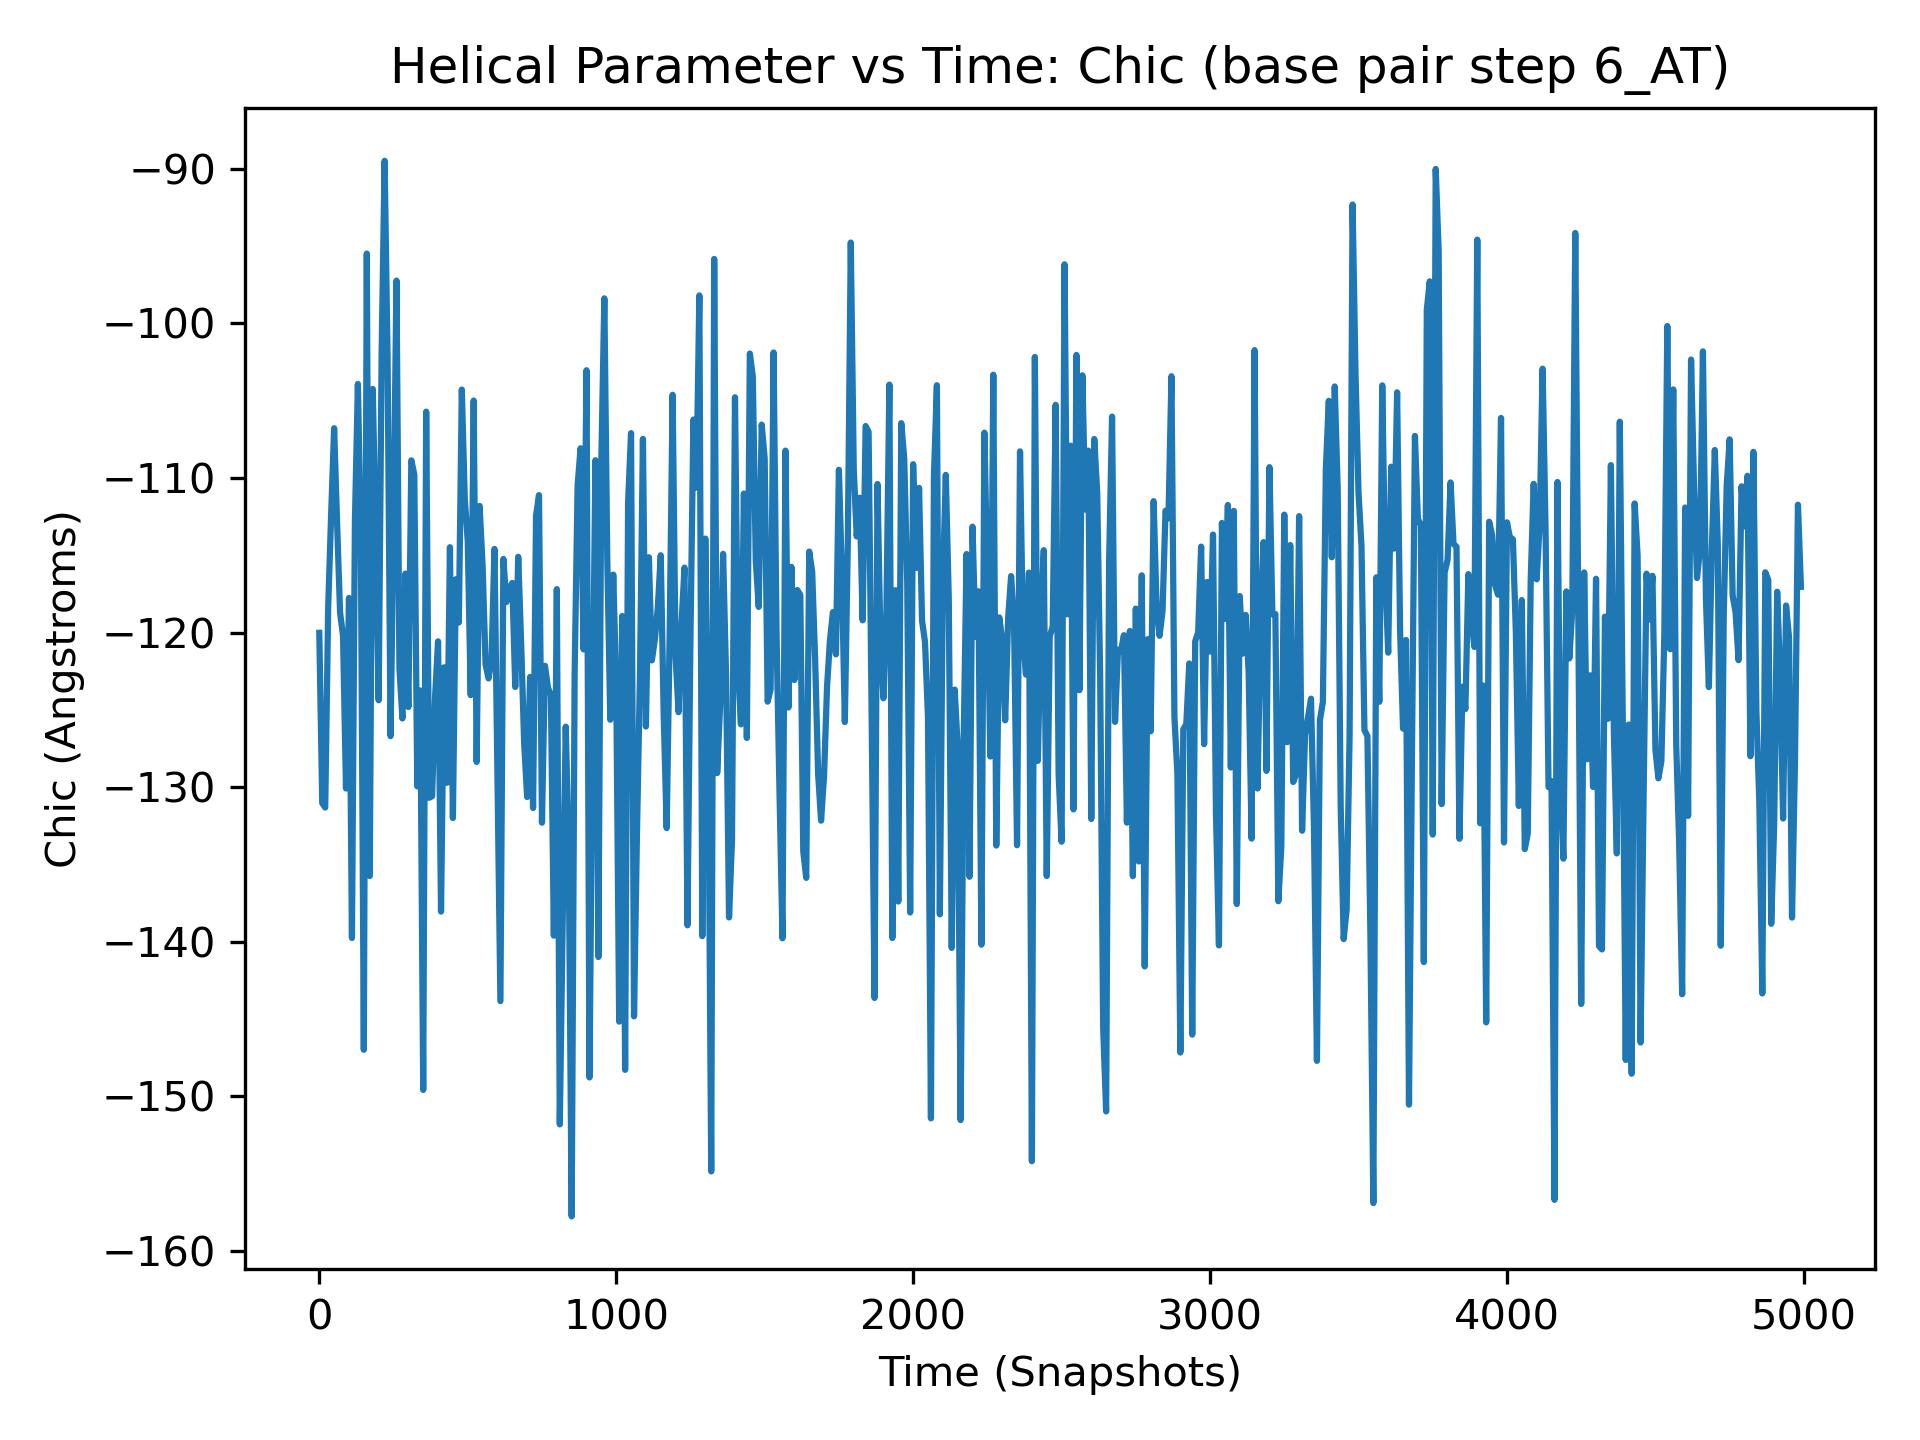 Helical Parameter vs Time: Chic (base pair step 6_AT)
Chic (Angstroms)
−90
−100
−110
−120
−130
−140
−150
−160
0 1000 2000 3000 4000 5000
Time (Snapshots)